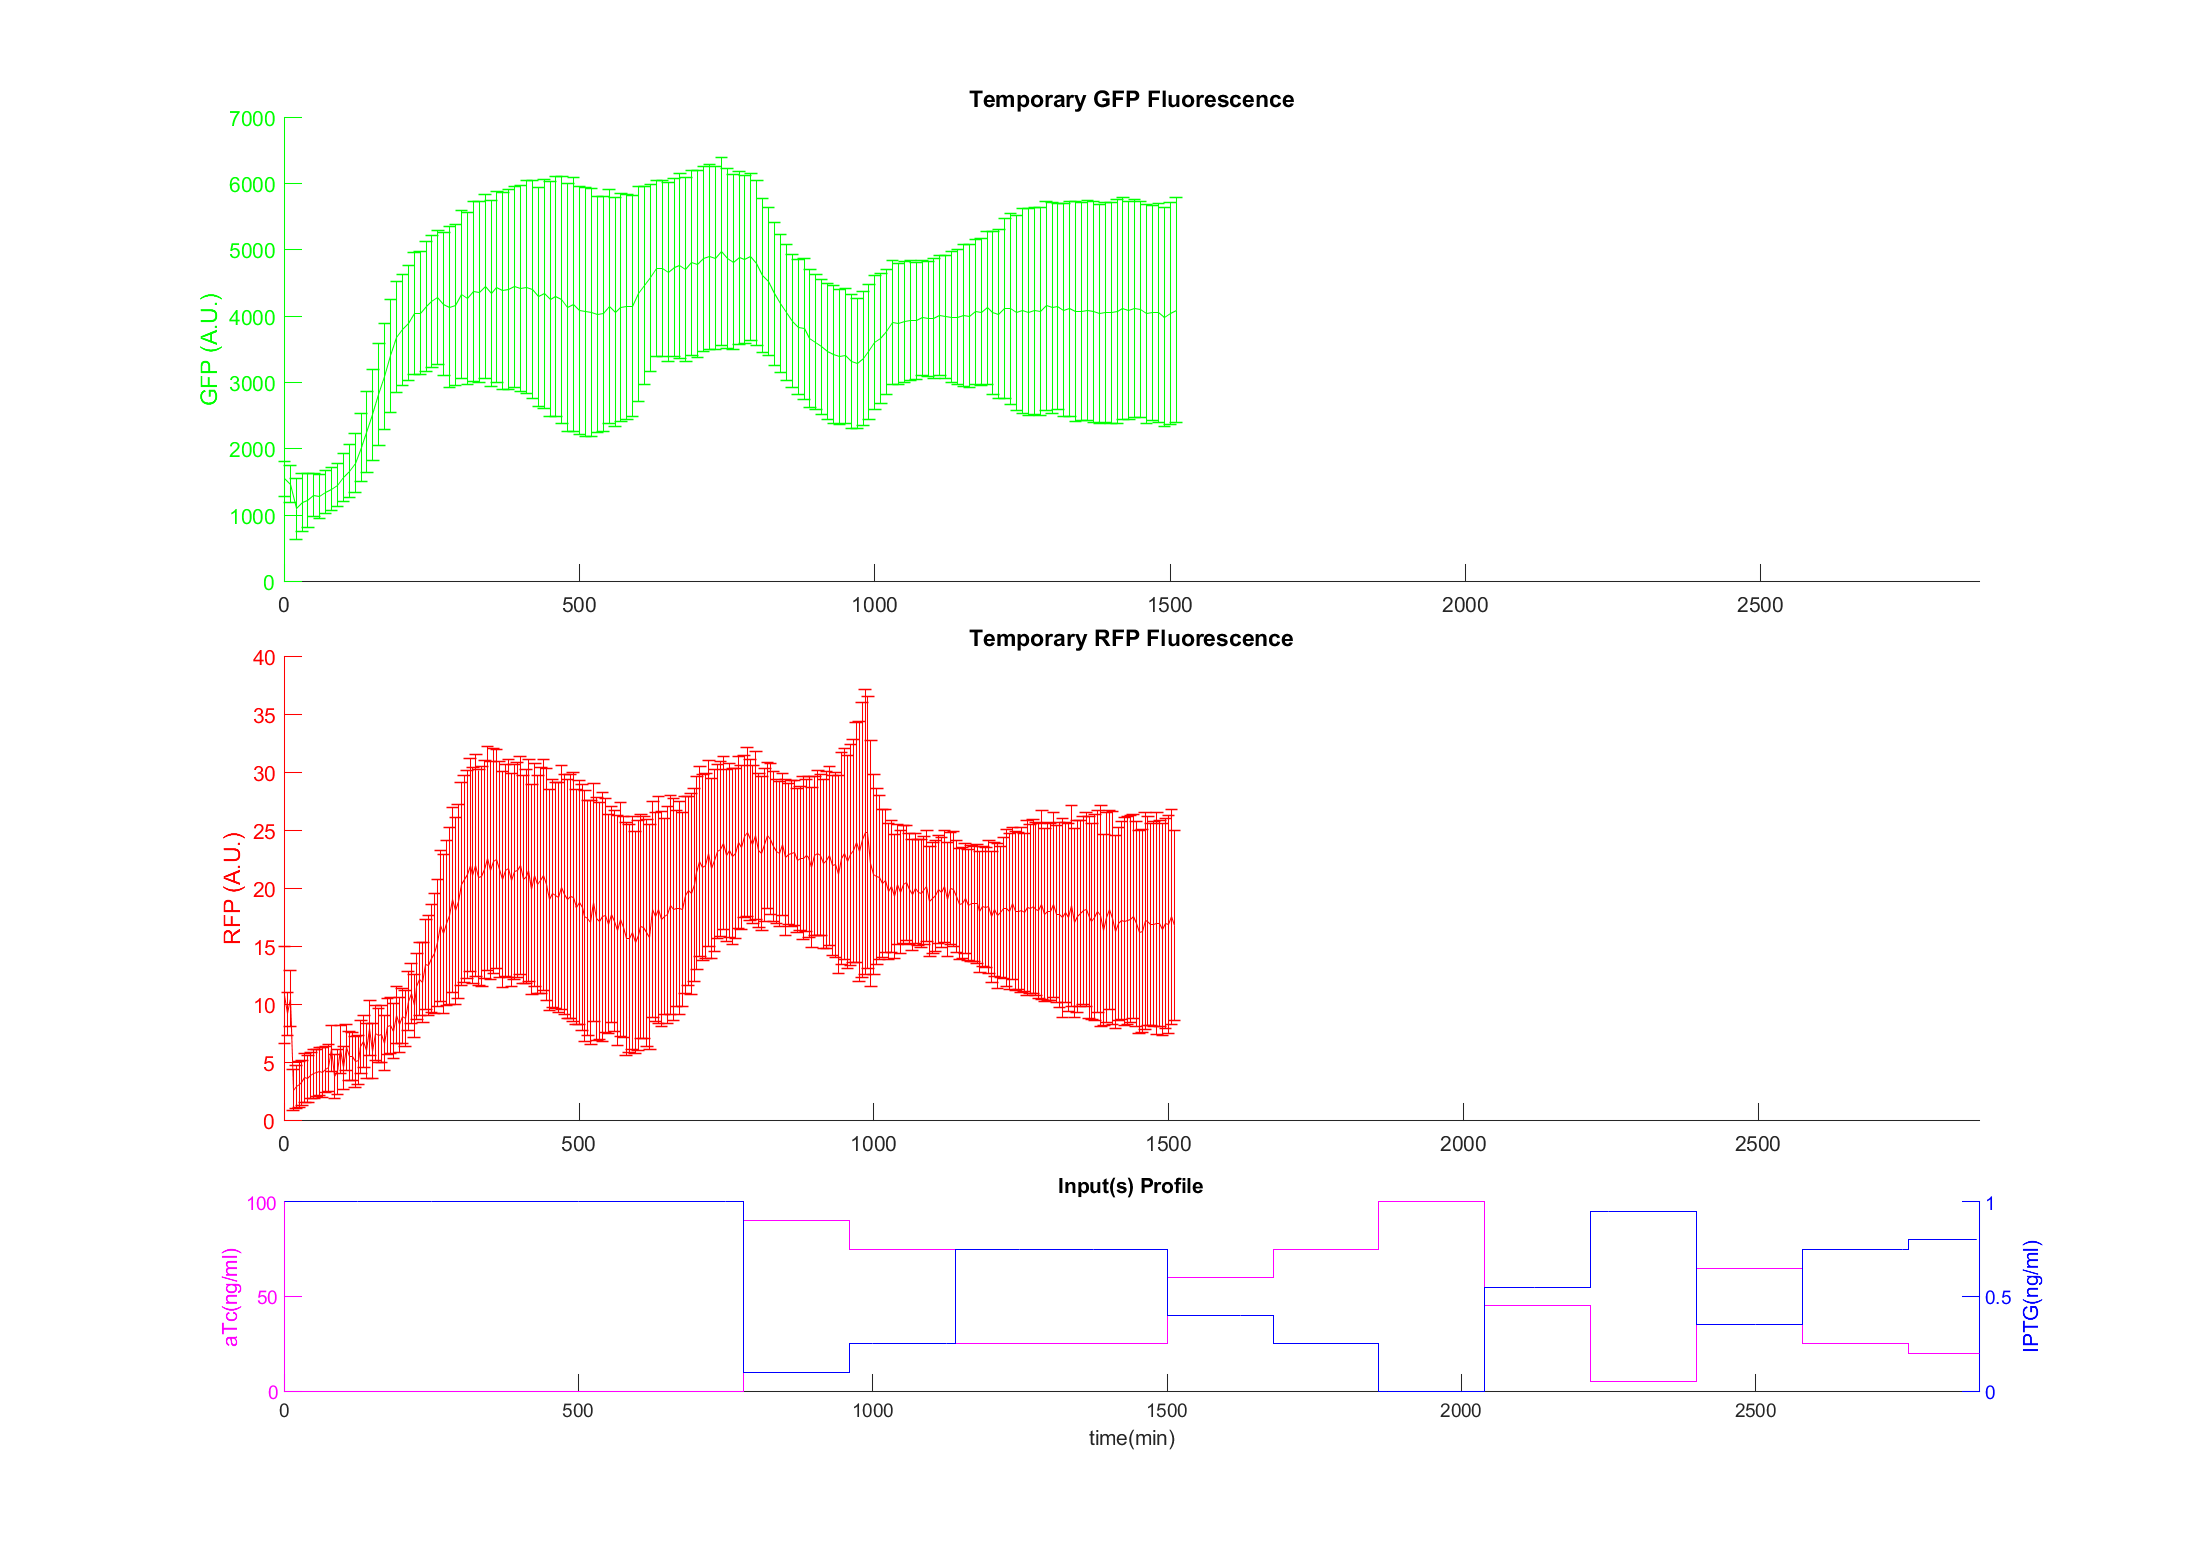 Temporary GFP Fluorescence
7000
6000
5000
4000
3000
2000
1000
0
GFP (A.U.)
0 500 1000 1500 2000 2500
Temporary RFP Fluorescence
40
35
30
25
20
15
10
5
0
RFP (A.U.)
0 500 1000 1500 2000 2500
Input(s) Profile
100
50
0
aTc(ng/ml)
1
0.5
0
IPTG(ng/ml)
0 500 1000 1500 2000 2500
time(min)